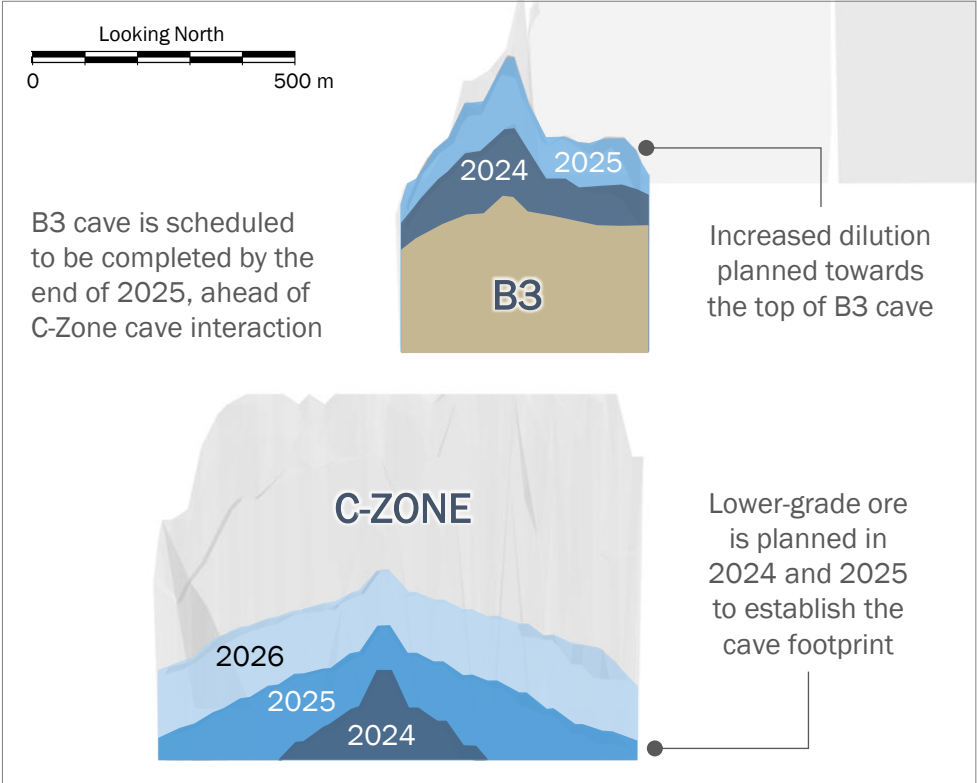 Looking North
0
500 m
2024
2025
B3 cave is scheduled
to be completed by the
end of 2025, ahead of
C-Zone cave interaction
Increased dilution
planned towards
the top of B3 cave
B3
C-ZONE
Lower-grade ore
is planned in
2024 and 2025
to establish the
cave footprint
2026
2025
2024